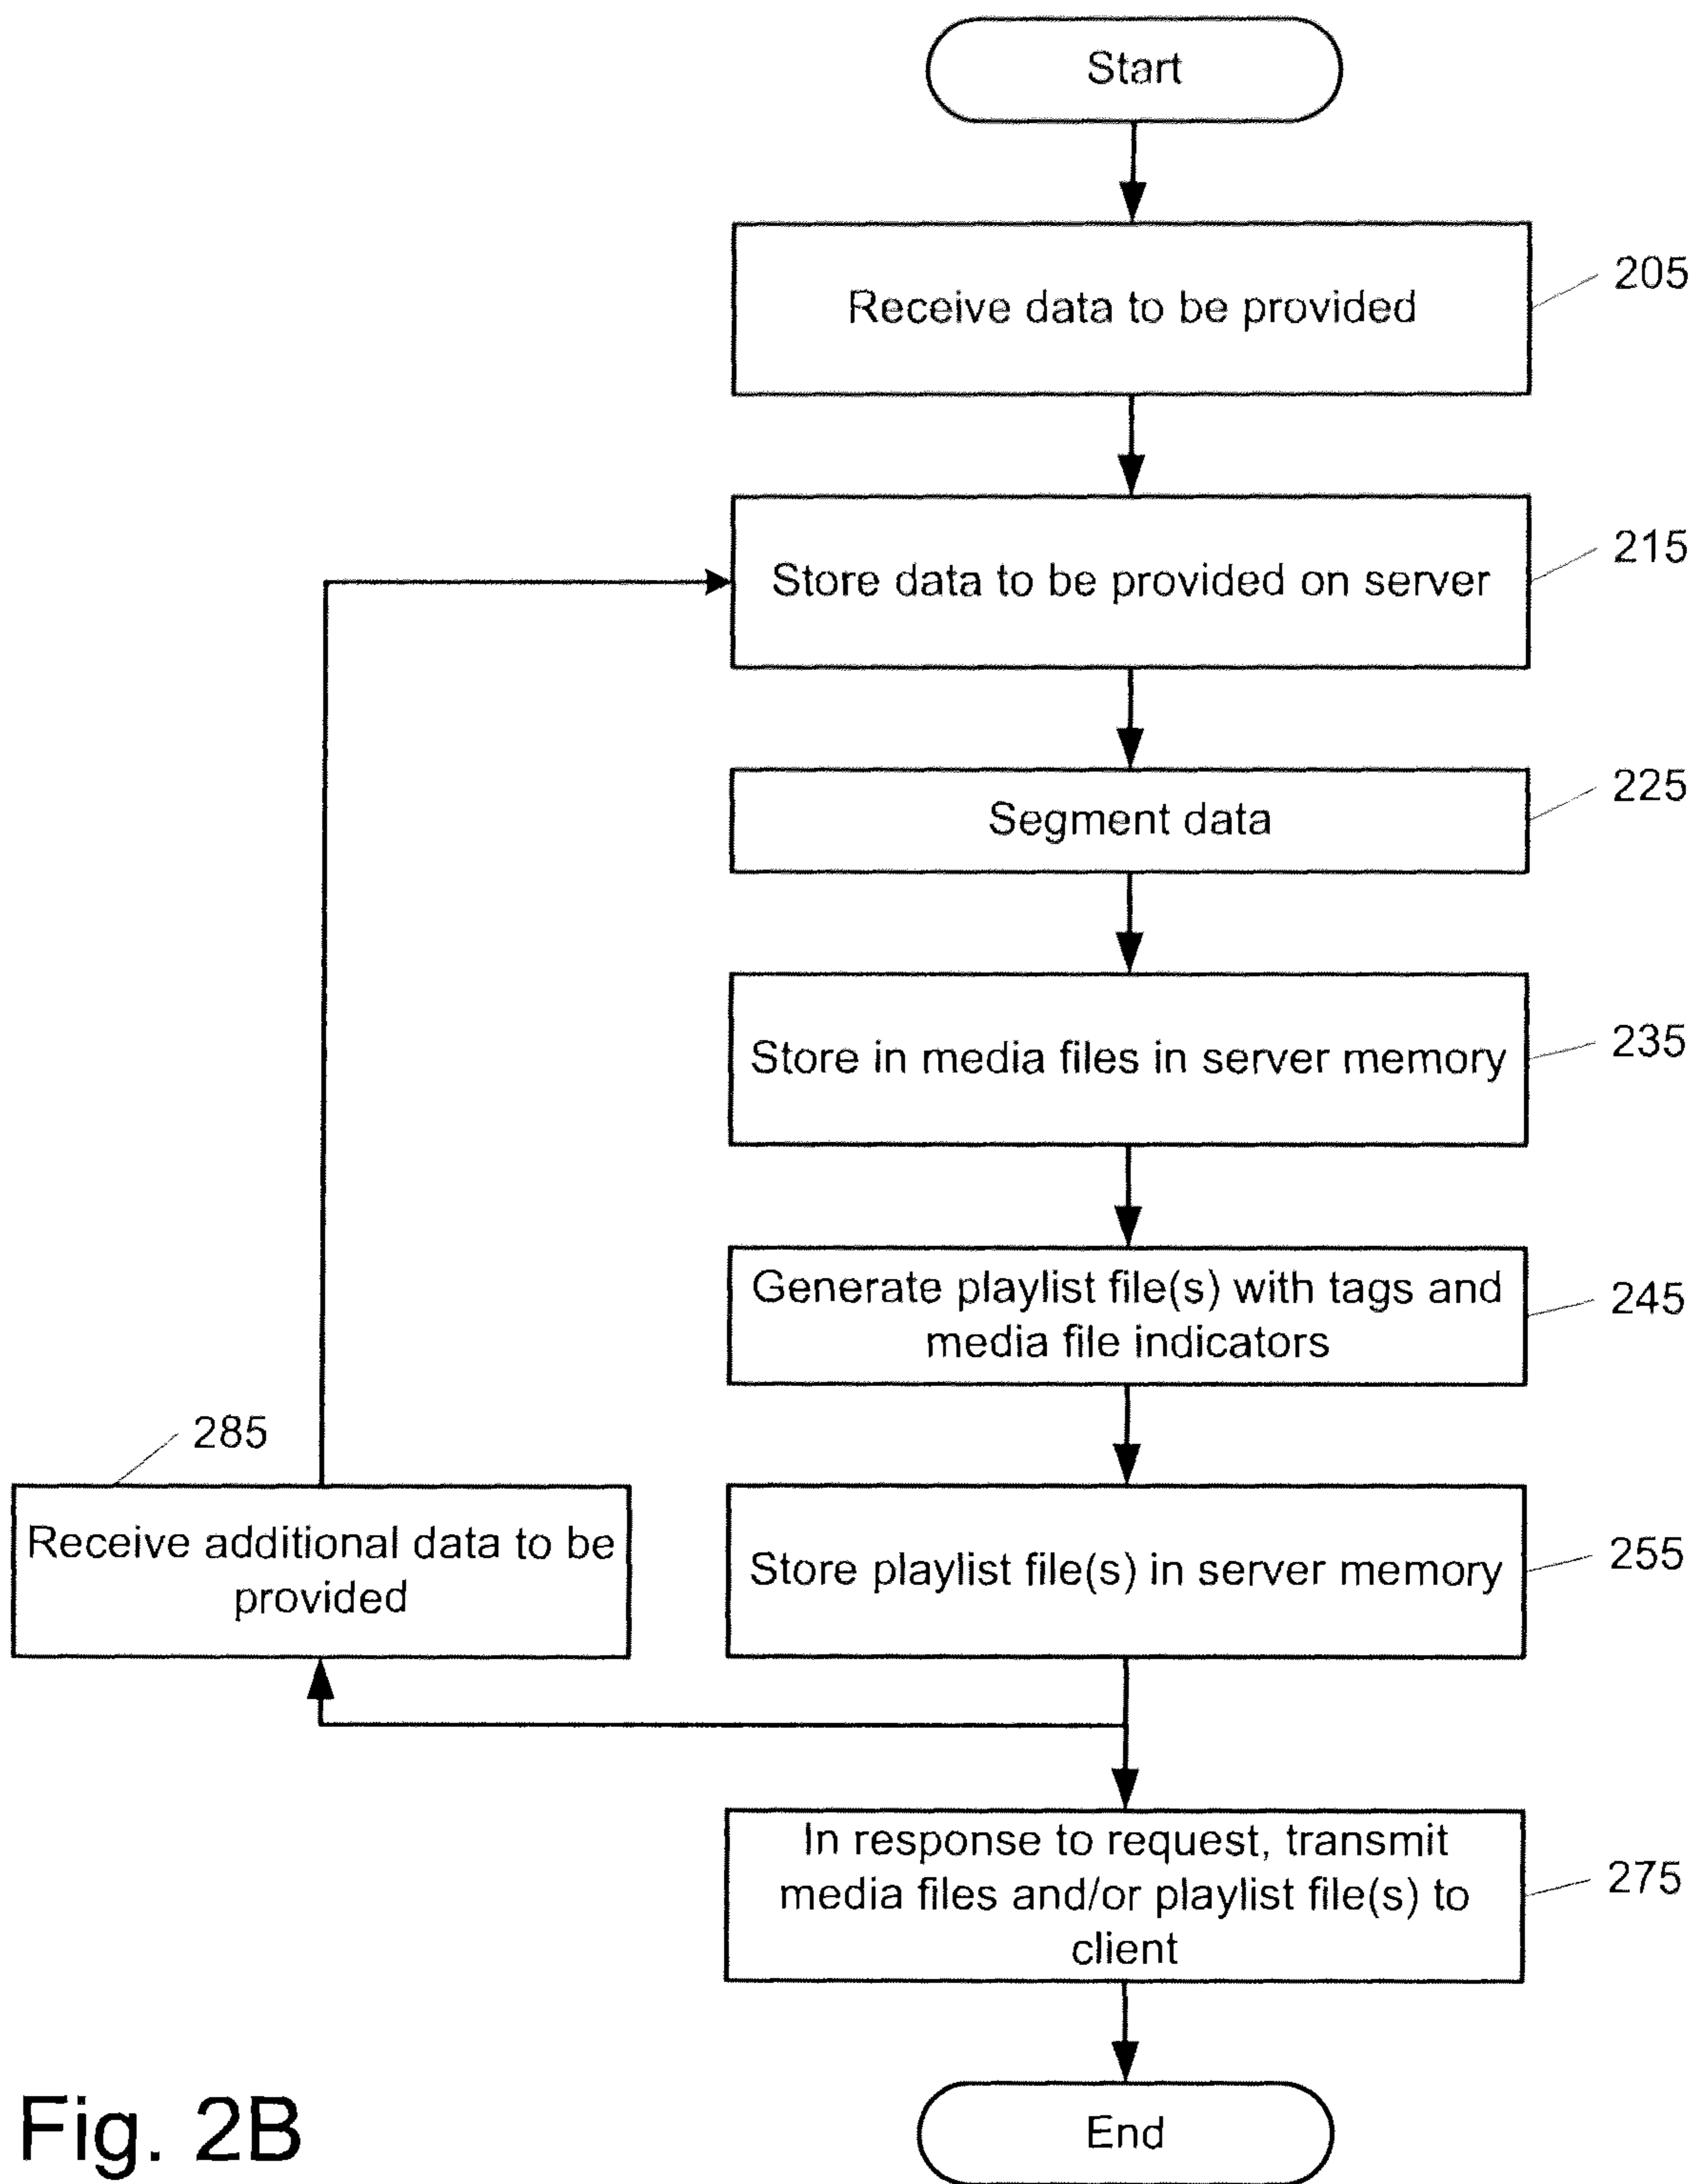 Start
Receive data to be provided
205
Store data to be provided on server
215
Segment data
225
Store in media files in server memory
235
Generate playlist file(s) with tags and
media file indicators
245
285
Receive additional data to be
provided
Store playlist file(s) in server memory
255
In response to request, transmit
media files and/or playlist file(s) to
client
275
End
Fig. 2B